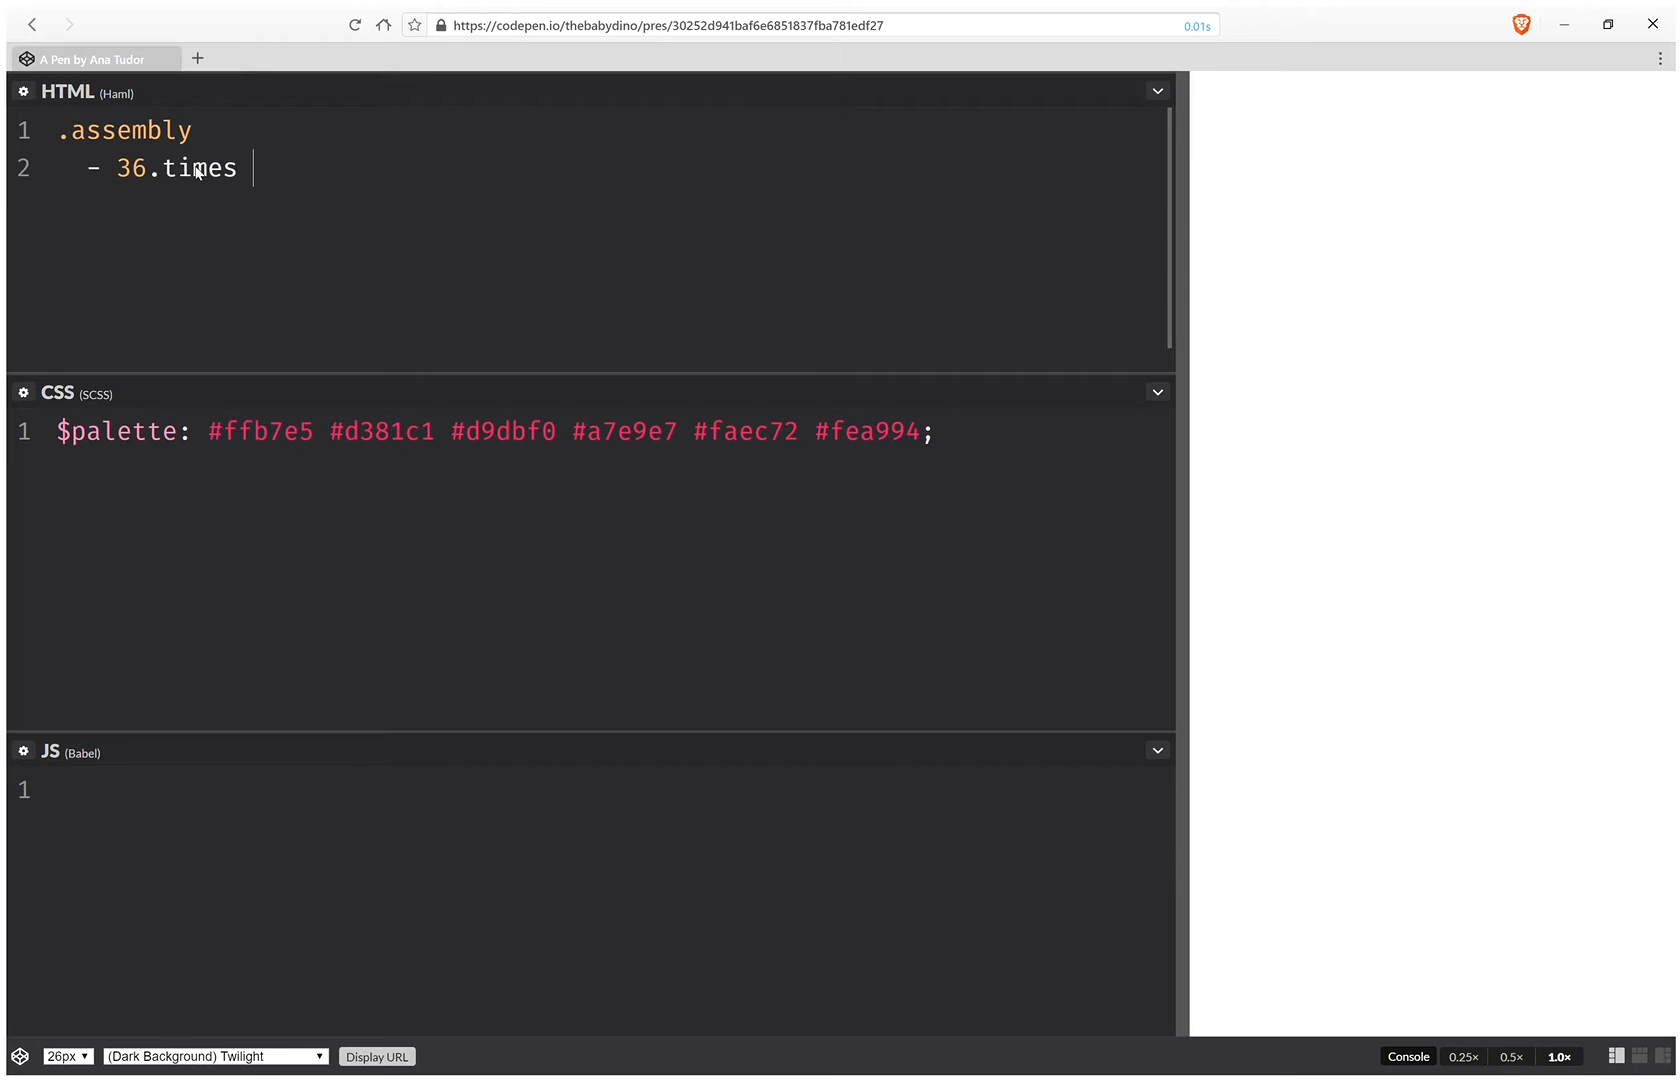 https://codepen.io/thebabydino/pres/30252d941baf6e6851837fba781edf27 0.01s
A Pen by Ana Tudor +
HTML (Haml)
1 .assembly
2 - 36.times
CSS (SCSS)
1 $palette: #ffb7e5 #d381c1 #d9dbf0 #a7e9e7 #faec72 #fea994;
JS (Babel)
1
26px (Dark Background) Twilight Display URL Console 0.25× 0.5× 1.0×